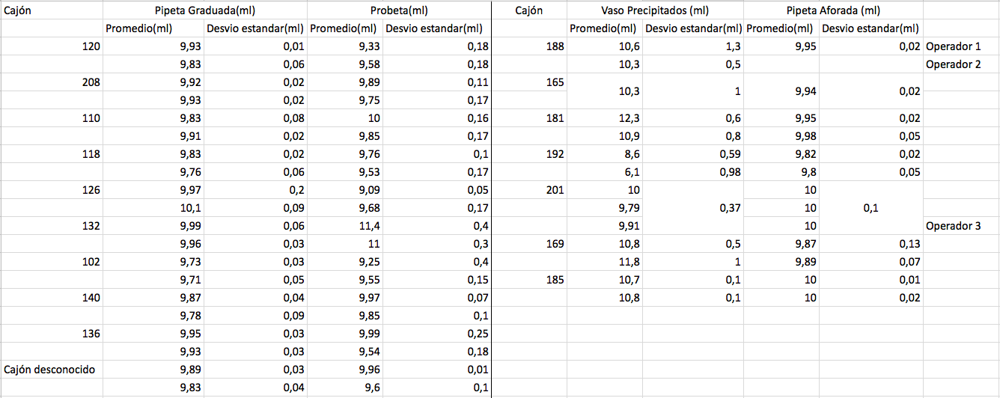 Cajón Pipeta Graduada(ml) Probeta(ml) Cajón Vaso Precipitados (ml) Pipeta Aforada (ml)
Promedio(ml) Desvio estandar(ml) Promedio(ml) Desvio estandar(ml) Promedio(ml) Desvio estandar(ml) Promedio(ml) Desvio estandar(ml)
120 9,93 0,01 9,33 0,18 188 10,6 1,3 9,95 0,02 Operador 1
9,83 0,06 9,58 0,18 10,3 0,5 Operador 2
208 9,92 0,02 9,89 0,11 165
10,3 1 9,94 0,02
9,93 0,02 9,75 0,17
110 9,83 0,08 10 0,16 181 12,3 0,6 9,95 0,02
9,91 0,02 9,85 0,17 10,9 0,8 9,98 0,05
118 9,83 0,02 9,76 0,1 192 8,6 0,59 9,82 0,02
9,76 0,06 9,53 0,17 6,1 0,98 9,8 0,05
126 9,97 0,2 9,09 0,05 201 10 10
10,1 0,09 9,68 0,17 9,79 0,37 10 0,1
132 9,99 0,06 11,4 0,4 9,91 10 Operador 3
9,96 0,03 11 0,3 169 10,8 0,5 9,87 0,13
102 9,73 0,03 9,25 0,4 11,8 1 9,89 0,07
9,71 0,05 9,55 0,15 185 10,7 0,1 10 0,01
140 9,87 0,04 9,97 0,07 10,8 0,1 10 0,02
9,78 0,09 9,85 0,1
136 9,95 0,03 9,99 0,25
9,93 0,03 9,54 0,18
Cajón desconocido 9,89 0,03 9,96 0,01
9,83 0,04 9,6 0,1